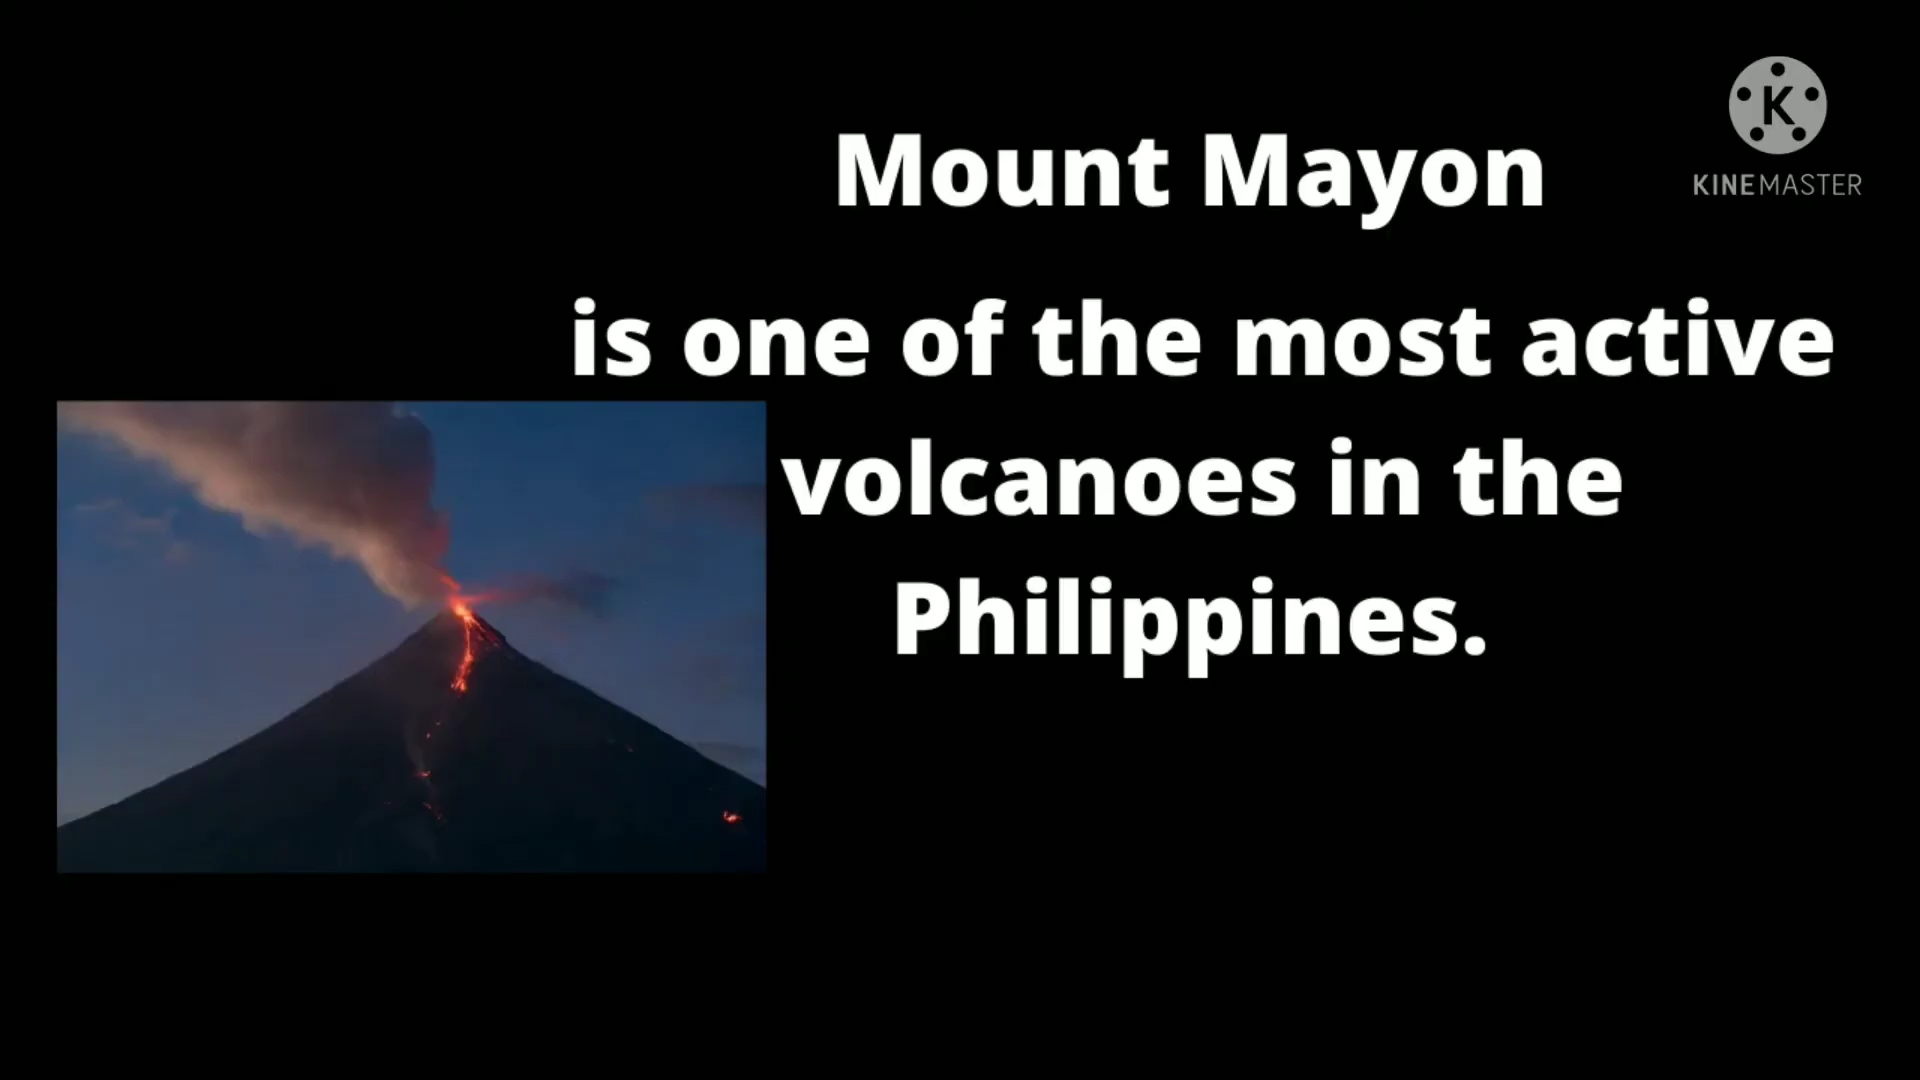 Mount Mayon
is one of the most active
volcanoes in the
Philippines.
K
KINEMASTER